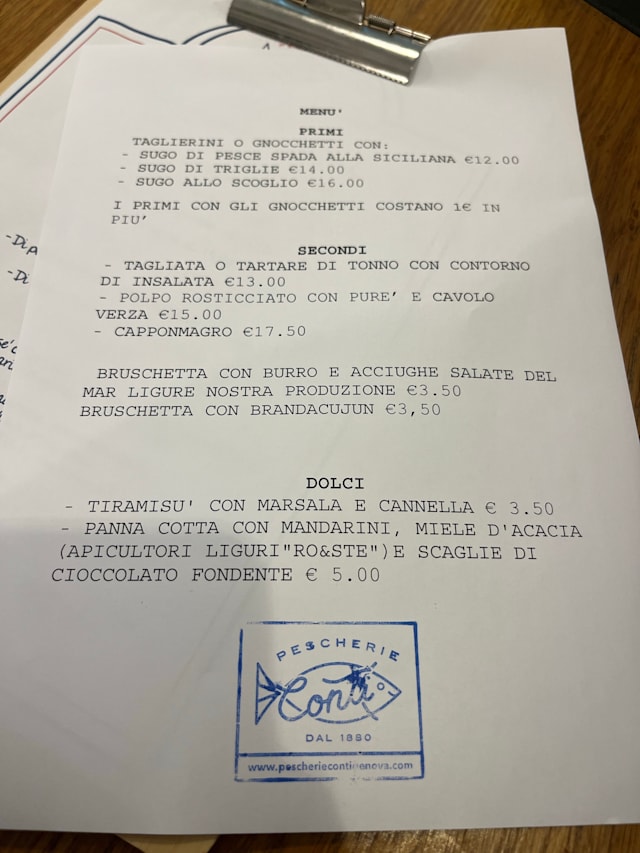 A
MENU'
PRIMI
TAGLIERINI O GNOCCHETTI CON:
- SUGO DI PESCE SPADA ALLA SICILIANA €12.00
- SUGO DI TRIGLIE €14.00
- SUGO ALLO SCOGLIO €16.00
I PRIMI CON GLI GNOCCHETTI COSTANO 1€ IN
PIU'
SECONDI
- TAGLIATA O TARTARE DI TONNO CON CONTORNO
DI INSALATA €13.00
- POLPO ROSTICCIATO CON PURE' E CAVOLO
VERZA €15.00
- CAPPONMAGRO €17.50
BRUSCHETTA CON BURRO E ACCIUGHE SALATE DEL
MAR LIGURE NOSTRA PRODUZIONE €3.50
BRUSCHETTA CON BRANDACUJUN €3,50
DOLCI
- TIRAMISU' CON MARSALA E CANNELLA € 3.50
- PANNA COTTA CON MANDARINI, MIELE D'ACACIA
(APICULTORI LIGURI"RO&STE")E SCAGLIE DI
CIOCCOLATO FONDENTE € 5.00
PESCHERIE
Conti
DAL 1880
www.pescheriecontigenova.com
-Di